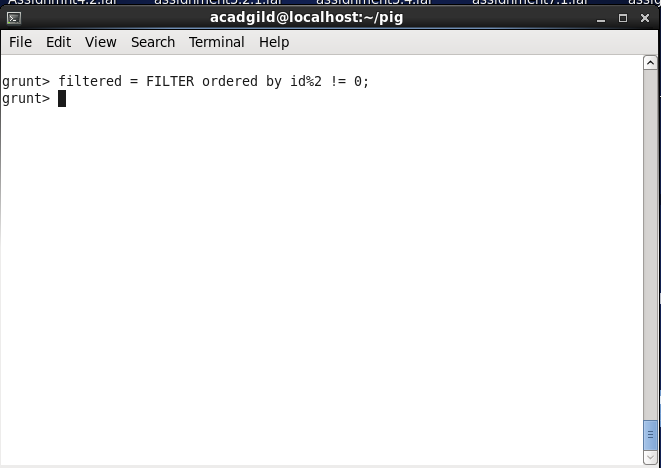 acadgild@localhost:~/pig
File Edit View Search Terminal Help
grunt> filtered = FILTER ordered by id%2 != 0;
grunt>